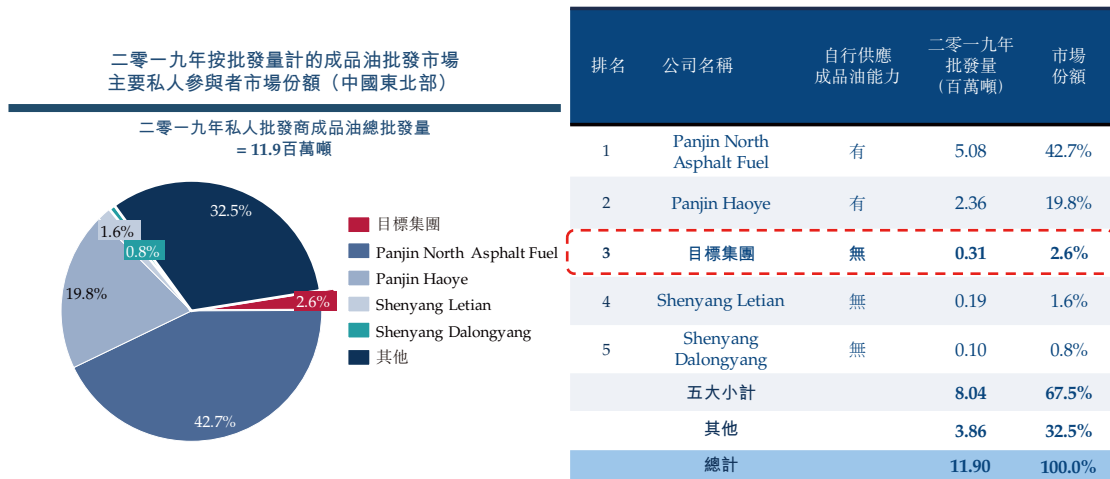 二零一九年按批發量計的成品油批發市場
主要私人參與者市場份額（中國東北部）
二零一九年私人批發商成品油總批發量
= 11.9百萬噸
32.5%
1.6%
0.8%
19.8%
2.6%
42.7%
目標集團
Panjin North Asphalt Fuel
Panjin Haoye
Shenyang Letian
Shenyang Dalongyang
其他
排名 公司名稱 自行供應成品油能力 二零一九年批發量(百萬噸) 市場份額
1 Panjin North Asphalt Fuel 有 5.08 42.7%
2 Panjin Haoye 有 2.36 19.8%
3 目標集團 無 0.31 2.6%
4 Shenyang Letian 無 0.19 1.6%
5 Shenyang Dalongyang 無 0.10 0.8%
五大小計 8.04 67.5%
其他 3.86 32.5%
總計 11.90 100.0%